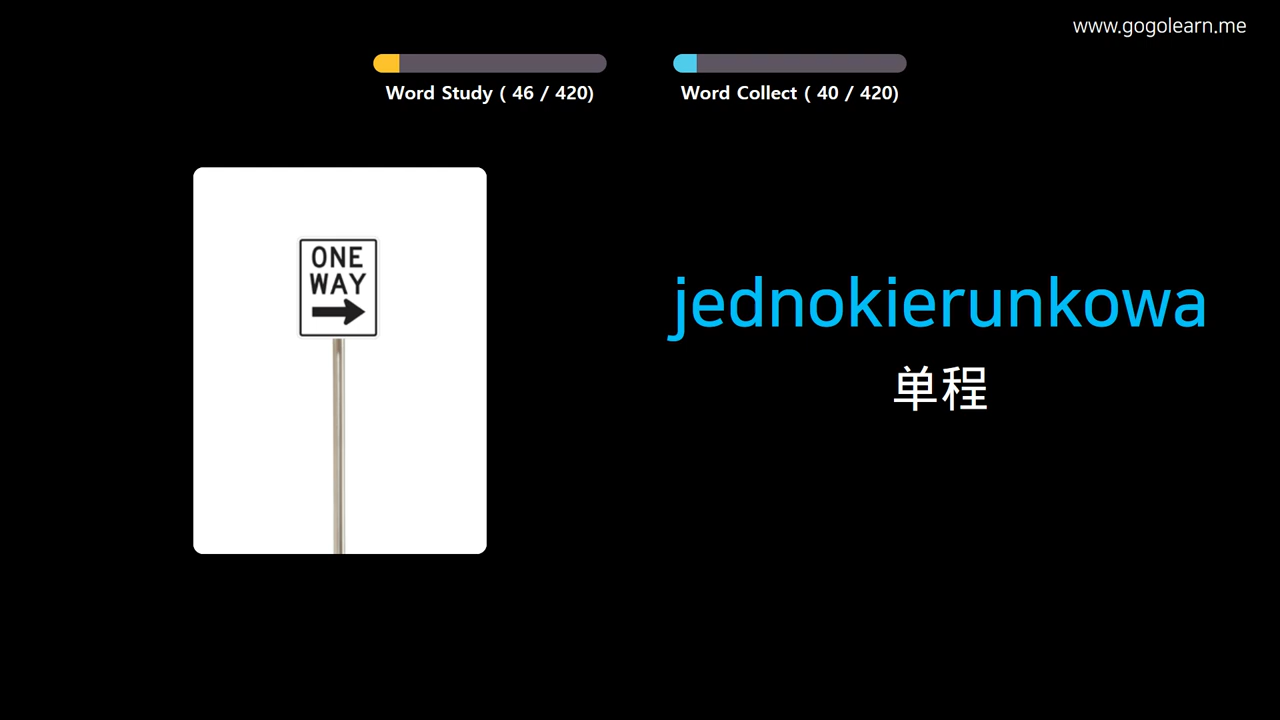 www.gogolearn.me
Word Study ( 46 / 420)
Word Collect ( 40 / 420)
ONE
WAY
jednokierunkowa
单程